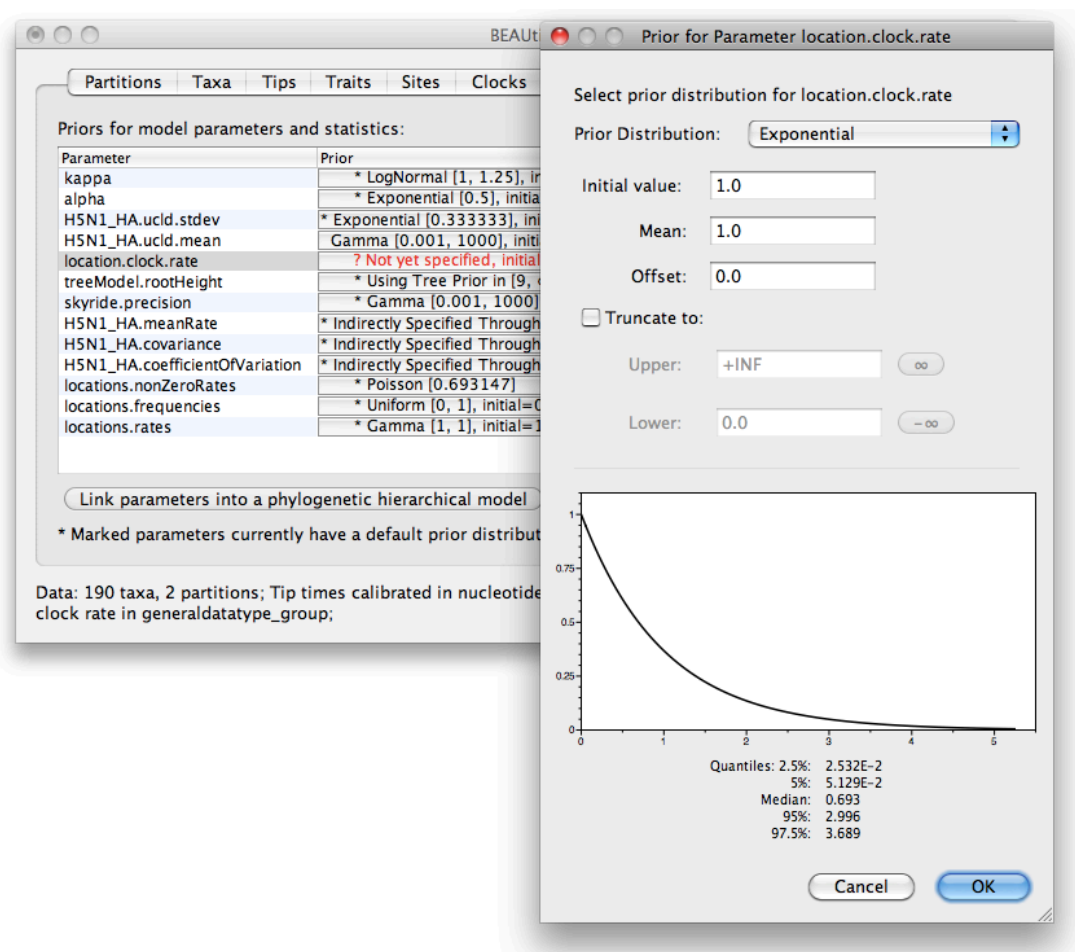 BEAUti
Partitions Taxa Tips Traits Sites Clocks
Priors for model parameters and statistics:
Parameter Prior
kappa * LogNormal [1, 1.25], in
alpha * Exponential [0.5], initia
H5N1_HA.ucld.stdev * Exponential [0.333333], ini
H5N1_HA.ucld.mean Gamma [0.001, 1000], initi
location.clock.rate ? Not yet specified, initial
treeModel.rootHeight * Using Tree Prior in [9,
skyride.precision * Gamma [0.001, 1000]
H5N1_HA.meanRate * Indirectly Specified Through
H5N1_HA.covariance * Indirectly Specified Through
H5N1_HA.coefficientOfVariation * Indirectly Specified Through
locations.nonZeroRates * Poisson [0.693147]
locations.frequencies * Uniform [0, 1], initial=0
locations.rates * Gamma [1, 1], initial=1
Link parameters into a phylogenetic hierarchical model
* Marked parameters currently have a default prior distribut
Data: 190 taxa, 2 partitions; Tip times calibrated in nucleotide
clock rate in generaldatatype_group;
Prior for Parameter location.clock.rate
Select prior distribution for location.clock.rate
Prior Distribution: Exponential
Initial value: 1.0
Mean: 1.0
Offset: 0.0
Truncate to:
Upper: +INF ∞
Lower: 0.0 -∞
1
0.75
0.5
0.25
0
0 1 2 3 4 5
Quantiles: 2.5%: 2.532E-2
5%: 5.129E-2
Median: 0.693
95%: 2.996
97.5%: 3.689
Cancel OK